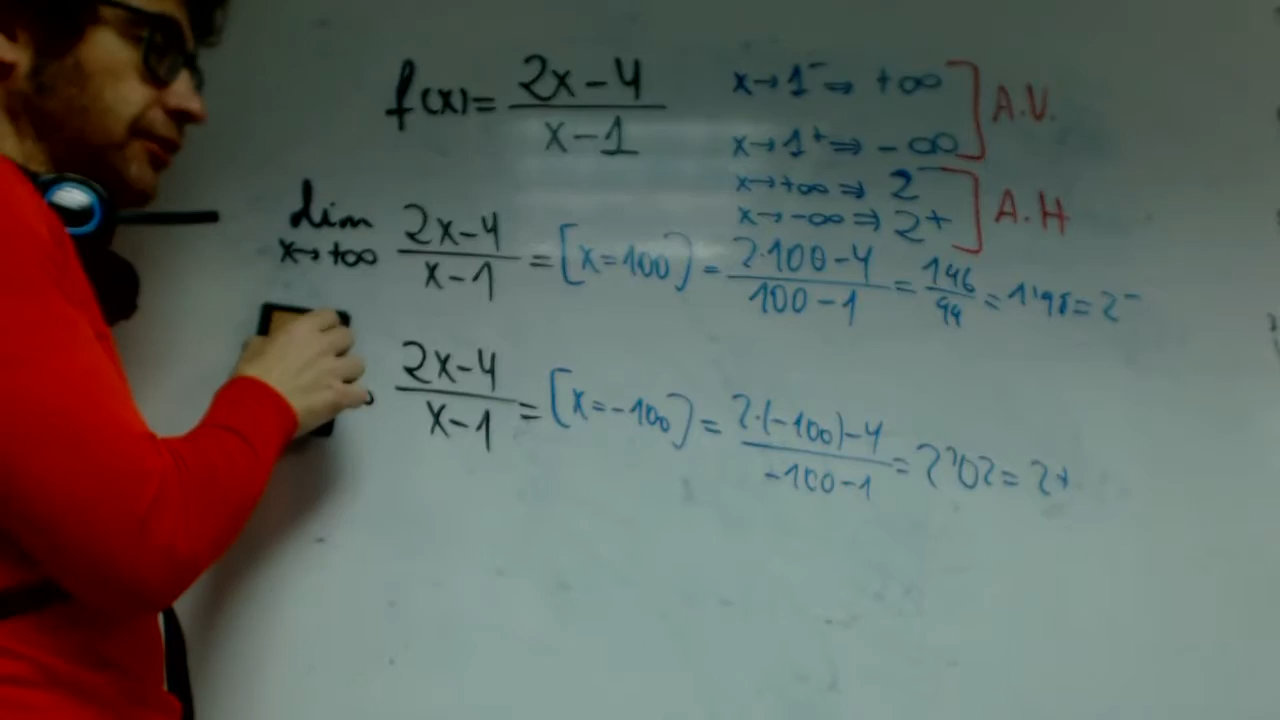 f(x) = (2x-4)/(x-1)
x→1⁻ ⇒ +∞
x→1⁺ ⇒ -∞
A.V.
x→+∞ ⇒ 2⁻
x→-∞ ⇒ 2⁺
A.H
lim x→+∞ (2x-4)/(x-1) = [x=100] = (2·100-4)/(100-1) = 196/99 = 1'98 = 2⁻
(2x-4)/(x-1) = [x=-100] = (2·(-100)-4)/(-100-1) = 2'02 = 2⁺